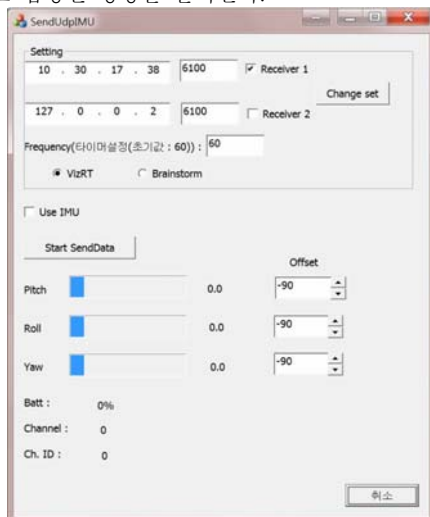 SendUdpIMU
Setting
10 . 30 . 17 . 38 6100 Receiver 1
Change set
127 . 0 . 0 . 2 6100 Receiver 2
Frequency(타이머설정(초기값 : 60)) : 60
VizRT Brainstorm
Use IMU
Start SendData
Offset
Pitch 0.0 -90
Roll 0.0 -90
Yaw 0.0 -90
Batt : 0%
Channel : 0
Ch. ID : 0
취소